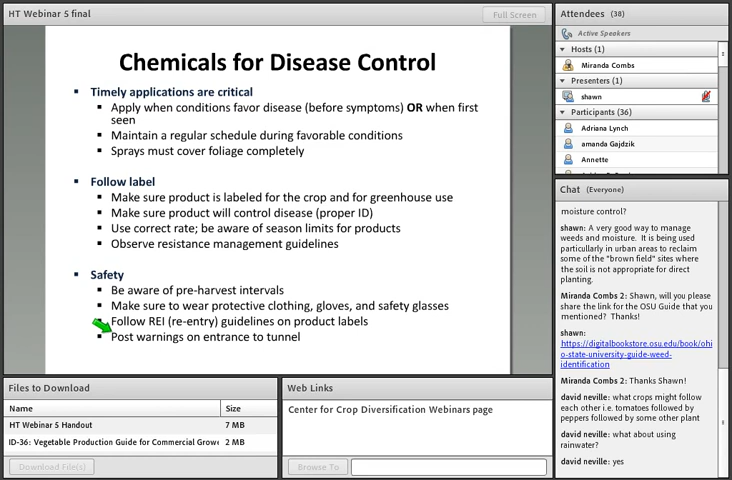 HT Webinar 5 final
Full Screen
Chemicals for Disease Control
Timely applications are critical
Apply when conditions favor disease (before symptoms) OR when first
seen
Maintain a regular schedule during favorable conditions
Sprays must cover foliage completely
Follow label
Make sure product is labeled for the crop and for greenhouse use
Make sure product will control disease (proper ID)
Use correct rate; be aware of season limits for products
Observe resistance management guidelines
Safety
Be aware of pre-harvest intervals
Make sure to wear protective clothing, gloves, and safety glasses
Follow REI (re-entry) guidelines on product labels
Post warnings on entrance to tunnel
Files to Download
Name Size
HT Webinar 5 Handout 7 MB
ID-36: Vegetable Production Guide for Commercial Growe 2 MB
Download File(s)
Web Links
Center for Crop Diversification Webinars page
Browse To
Attendees (38)
Active Speakers
Hosts (1)
Miranda Combs
Presenters (1)
shawn
Participants (36)
Adriana Lynch
amanda Gajdzik
Annette
Chat (Everyone)
moisture control?
shawn: A very good way to manage
weeds and moisture. It is being used
particularly in urban areas to reclaim
some of the "brown field" sites where
the soil is not appropriate for direct
planting.
Miranda Combs 2: Shawn, will you please
share the link for the OSU Guide that you
mentioned? Thanks!
shawn:
https://digitalbookstore.osu.edu/book/ohi
o-state-university-guide-weed-
identification
Miranda Combs 2: Thanks Shawn!
david neville: what crops might follow
each other i.e. tomatoes followed by
peppers followed by some other plant
david neville: what about using
rainwater?
david neville: yes